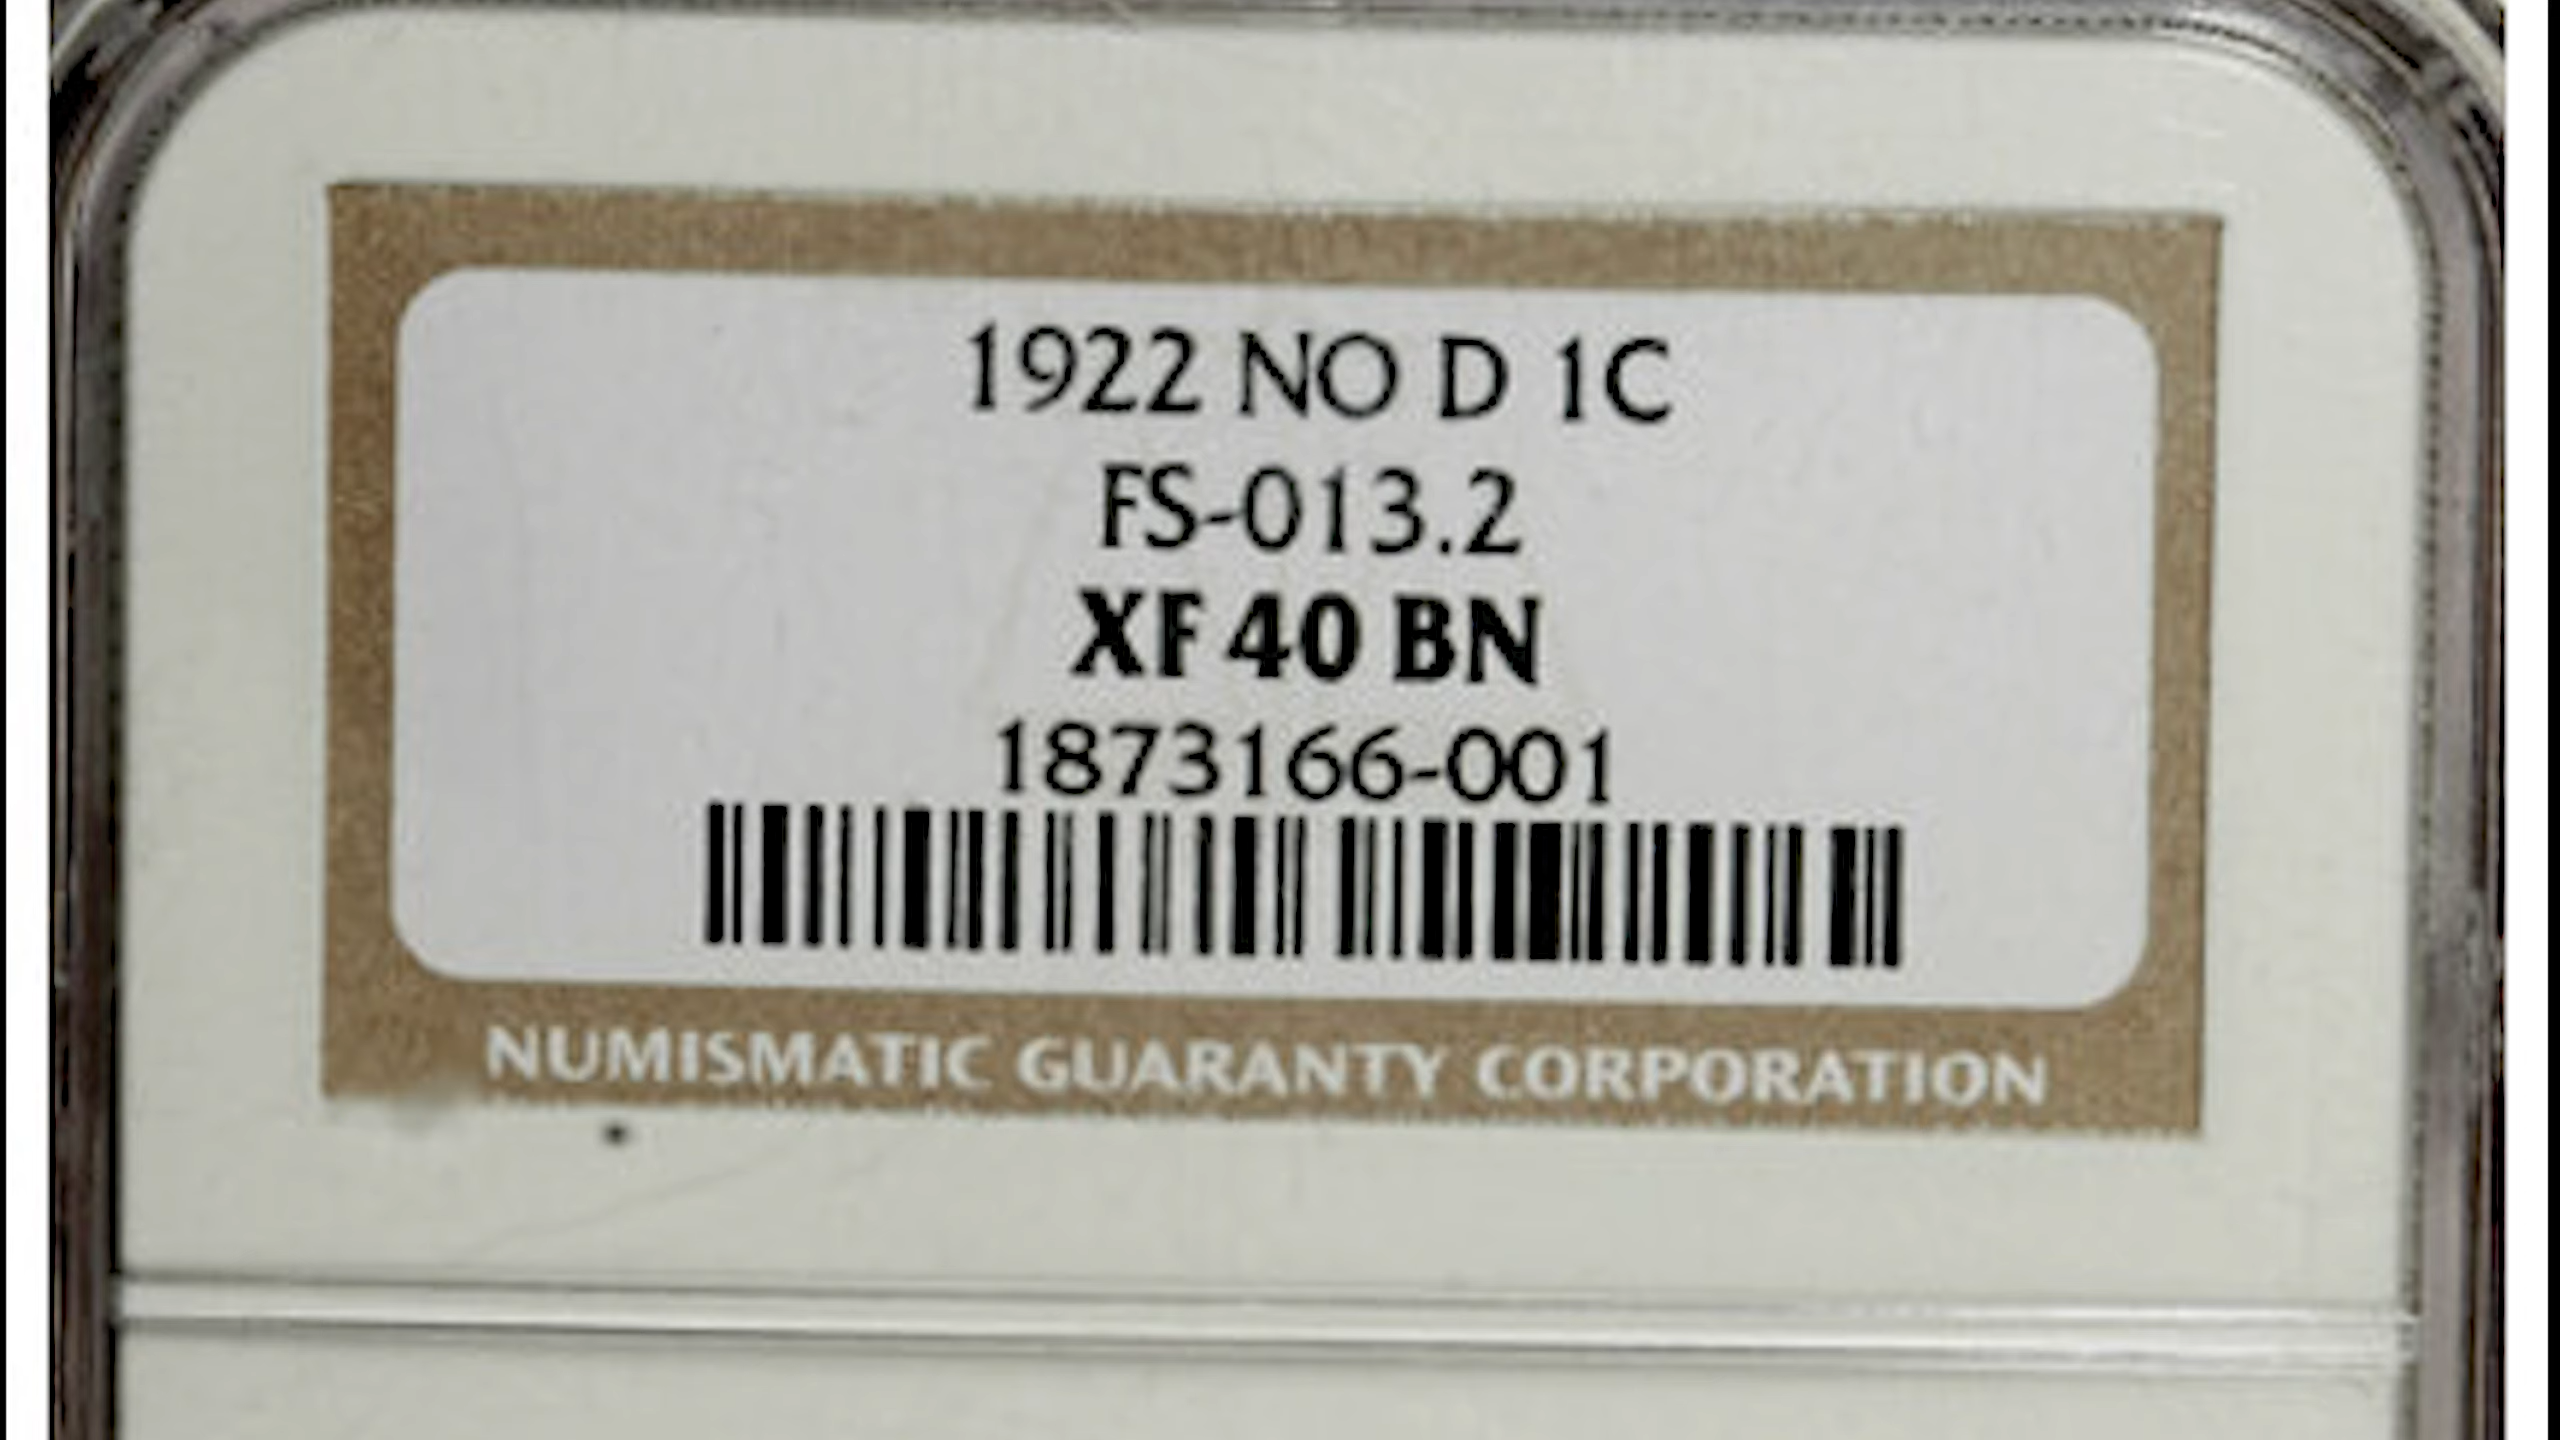 1922 NO D 1C
FS-013.2
XF 40 BN
1873166-001
NUMISMATIC GUARANTY CORPORATION